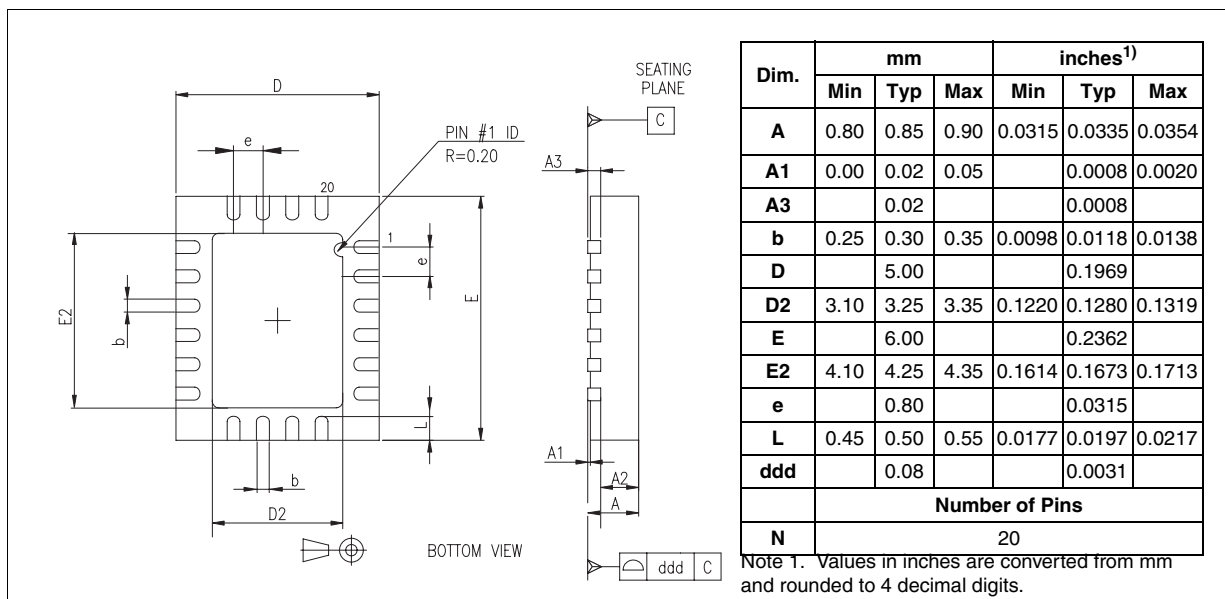 D
e
PIN #1 ID
R=0.20
20
1
e
E2
b
E
L
b
D2
BOTTOM VIEW
SEATING
PLANE
C
A3
A1
A2
A
ddd C
Dim. mm inches1)
Min Typ Max Min Typ Max
A 0.80 0.85 0.90 0.0315 0.0335 0.0354
A1 0.00 0.02 0.05 0.0008 0.0020
A3 0.02 0.0008
b 0.25 0.30 0.35 0.0098 0.0118 0.0138
D 5.00 0.1969
D2 3.10 3.25 3.35 0.1220 0.1280 0.1319
E 6.00 0.2362
E2 4.10 4.25 4.35 0.1614 0.1673 0.1713
e 0.80 0.0315
L 0.45 0.50 0.55 0.0177 0.0197 0.0217
ddd 0.08 0.0031
Number of Pins
N 20
Note 1. Values in inches are converted from mm
and rounded to 4 decimal digits.